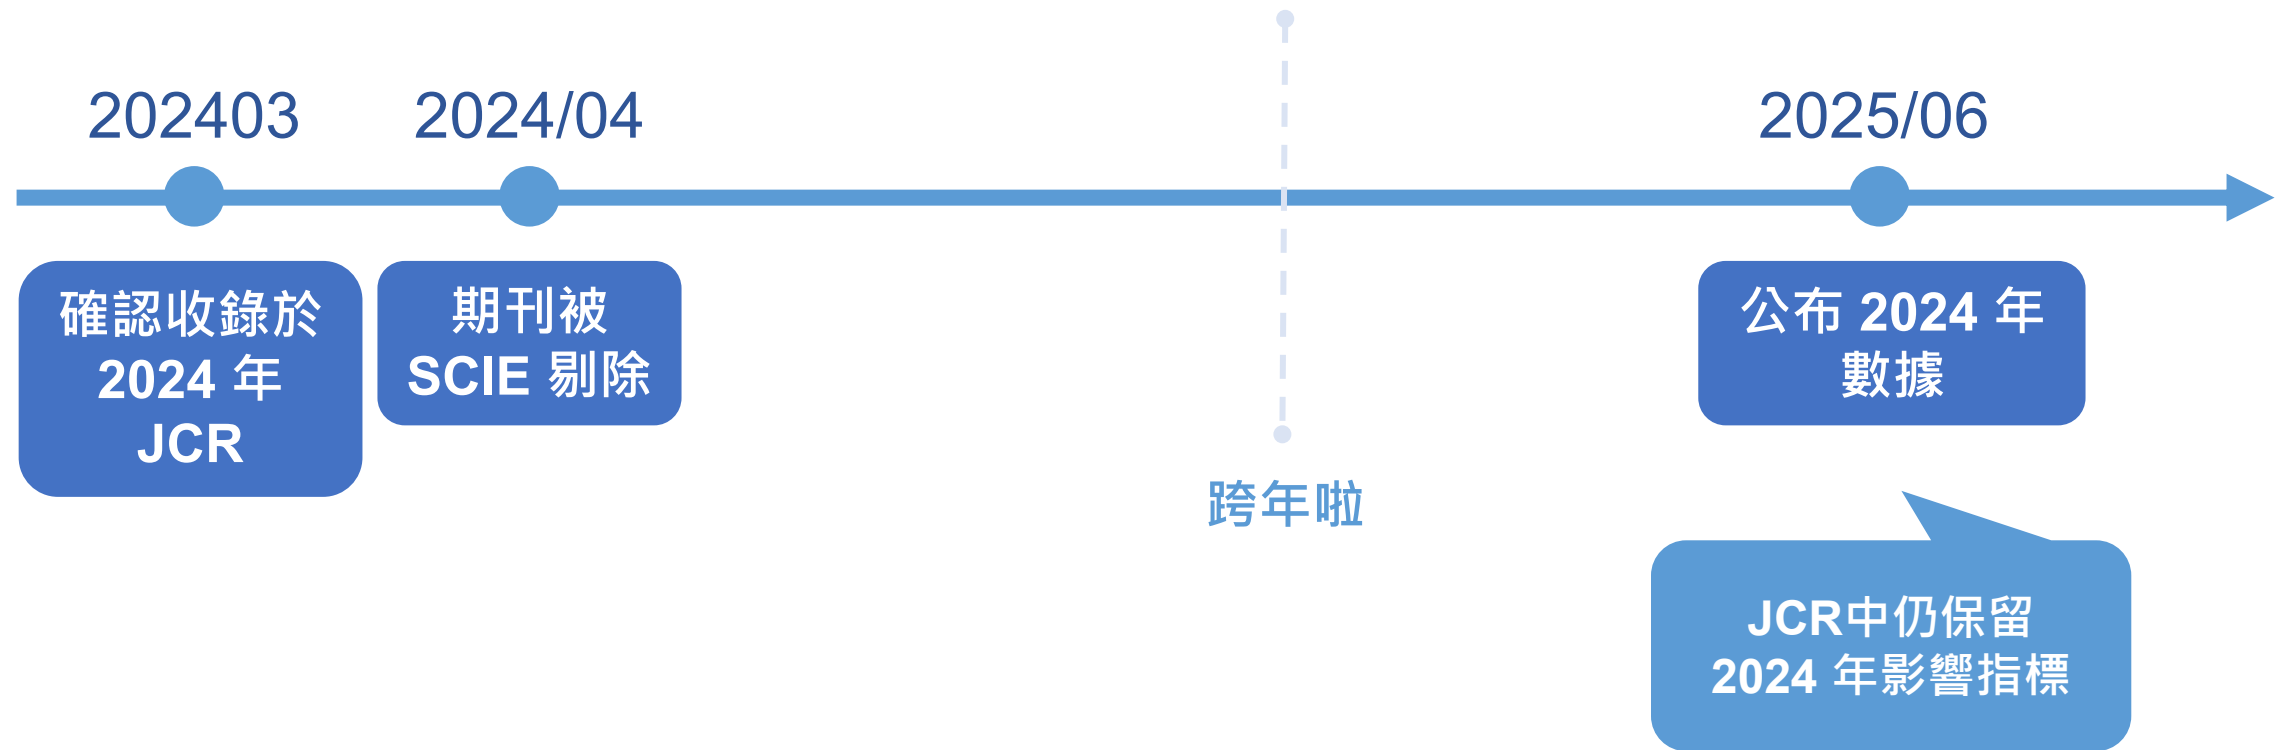 202403
2024/04
2025/06
確認收錄於
2024 年
JCR
期刊被
SCIE 剔除
公布 2024 年
數據
跨年啦
JCR中仍保留
2024 年影響指標